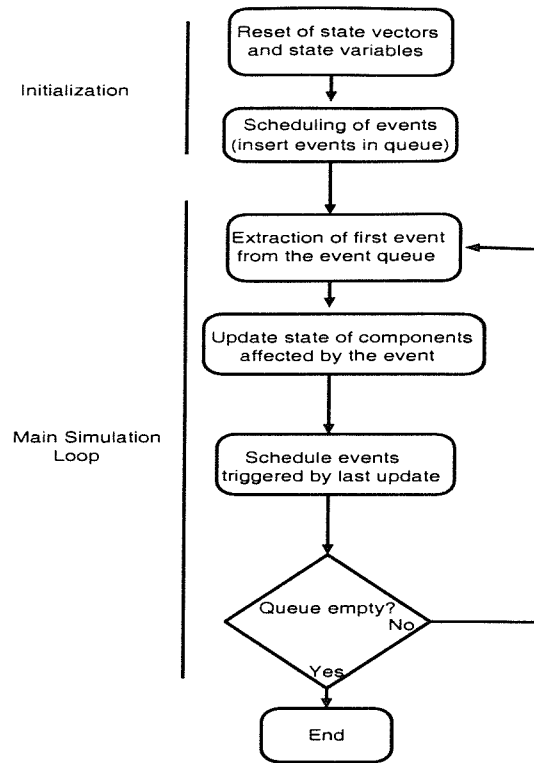 Reset of state vectors
and state variables
Initialization
Scheduling of events
(insert events in queue)
Extraction of first event
from the event queue
Update state of components
affected by the event
Main Simulation
Loop
Schedule events
triggered by last update
Queue empty?
No
Yes
End